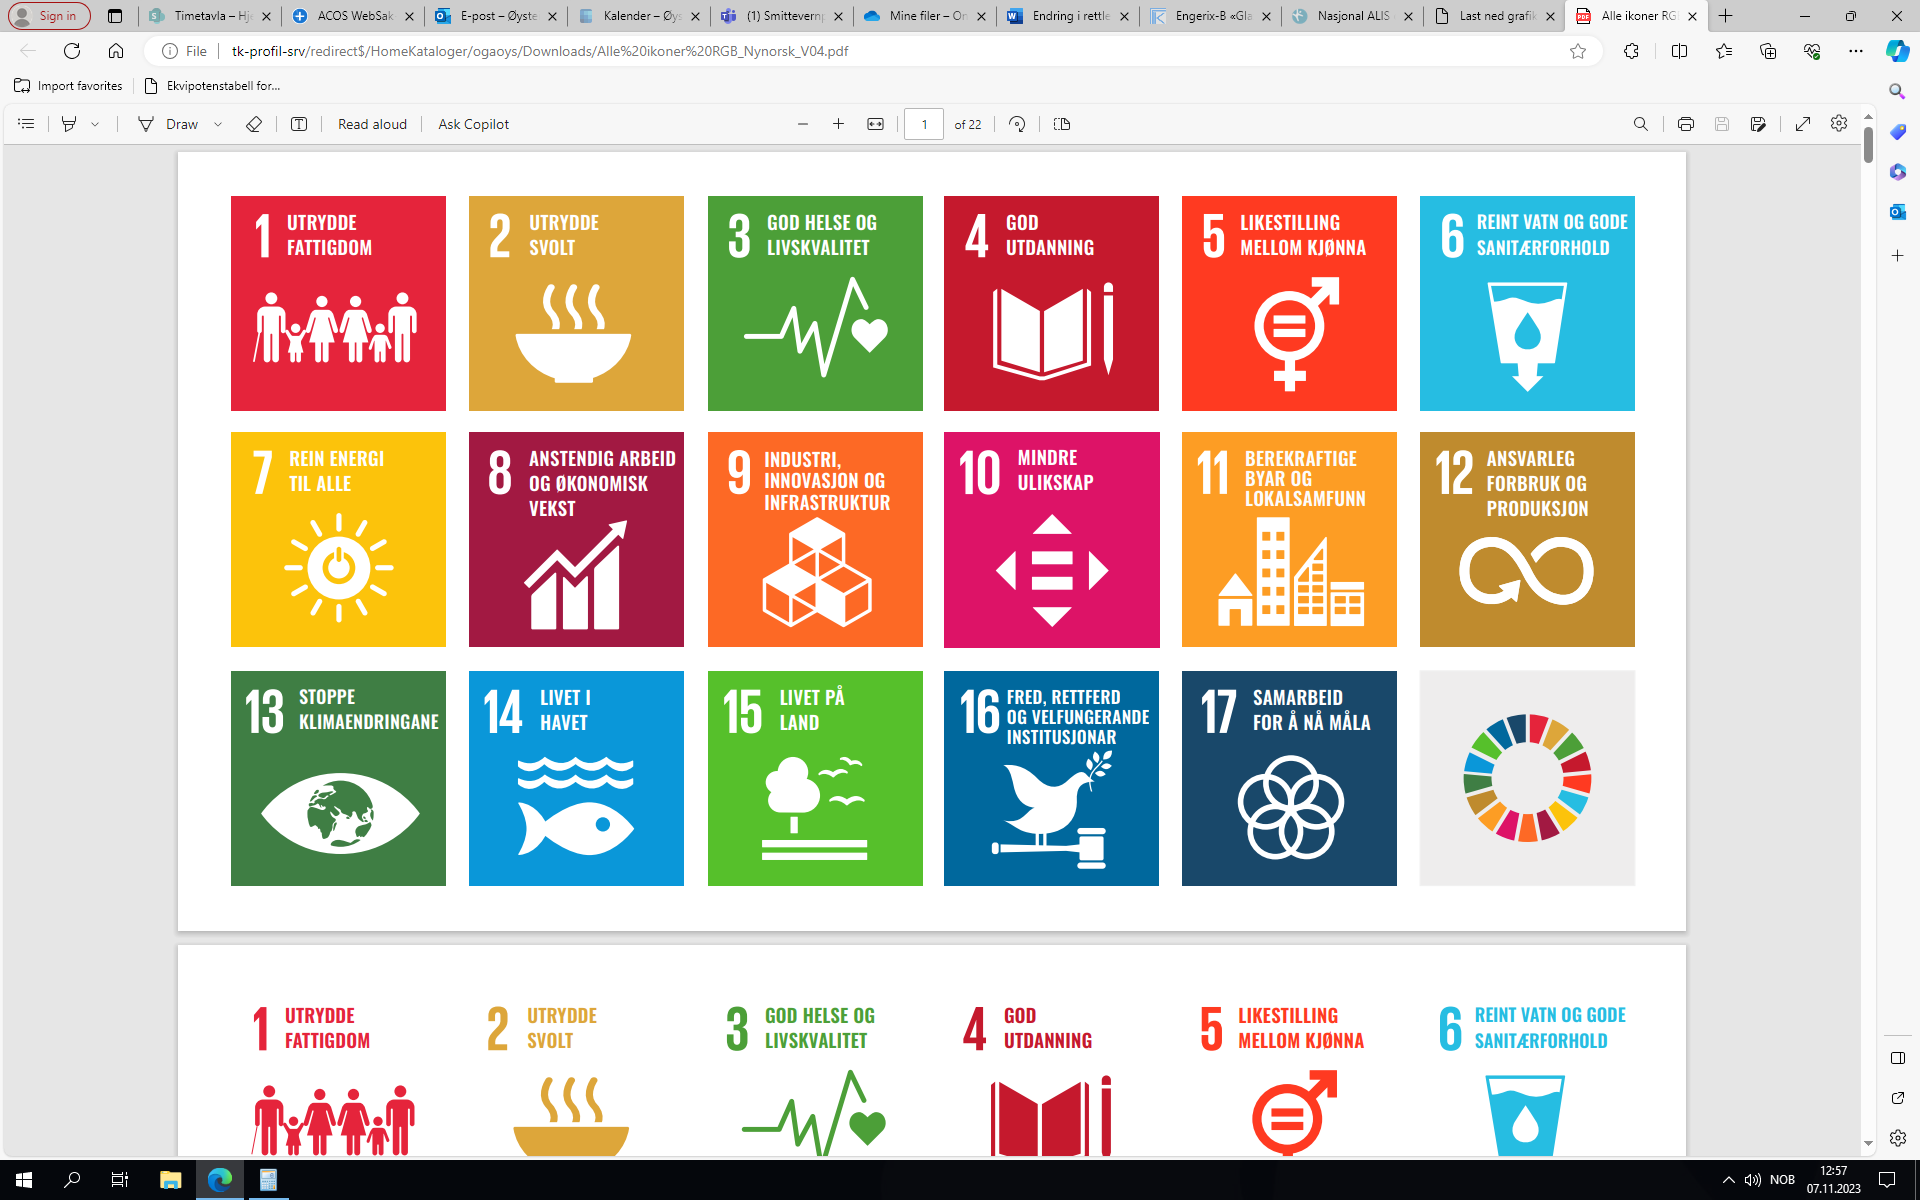 Sign in
Timetavla – Hje
ACOS WebSak
E-post – Øyste
Kalender – Øys
(1) Smittevernp
Mine filer – On
Endring i rettle
Engerix-B «Gla
Nasjonal ALIS -
Last ned grafik
Alle ikoner RGB
File
tk-profil-srv/redirect$/HomeKataloger/ogaoys/Downloads/Alle%20ikoner%20RGB_Nynorsk_V04.pdf
Import favorites
Ekvipotenstabell for...
Draw
Read aloud
Ask Copilot
1
of 22
1 UTRYDDE
FATTIGDOM
2 UTRYDDE
SVOLT
3 GOD HELSE OG
LIVSKVALITET
4 GOD
UTDANNING
5 LIKESTILLING
MELLOM KJØNNA
6 REINT VATN OG GODE
SANITÆRFORHOLD
7 REIN ENERGI
TIL ALLE
8 ANSTENDIG ARBEID
OG ØKONOMISK
VEKST
9 INDUSTRI,
INNOVASJON OG
INFRASTRUKTUR
10 MINDRE
ULIKSKAP
11 BEREKRAFTIGE
BYAR OG
LOKALSAMFUNN
12 ANSVARLEG
FORBRUK OG
PRODUKSJON
13 STOPPE
KLIMAENDRINGANE
14 LIVET I
HAVET
15 LIVET PÅ
LAND
16 FRED, RETTFERD
OG VELFUNGERANDE
INSTITUSJONAR
17 SAMARBEID
FOR Å NÅ MÅLA
1 UTRYDDE
FATTIGDOM
2 UTRYDDE
SVOLT
3 GOD HELSE OG
LIVSKVALITET
4 GOD
UTDANNING
5 LIKESTILLING
MELLOM KJØNNA
6 REINT VATN OG GODE
SANITÆRFORHOLD
NOB
12:57
07.11.2023